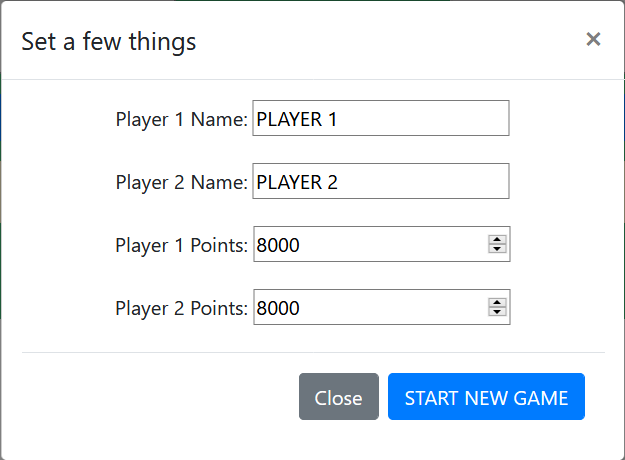 Set a few things ×
Player 1 Name: PLAYER 1
Player 2 Name: PLAYER 2
Player 1 Points: 8000
Player 2 Points: 8000
Close START NEW GAME